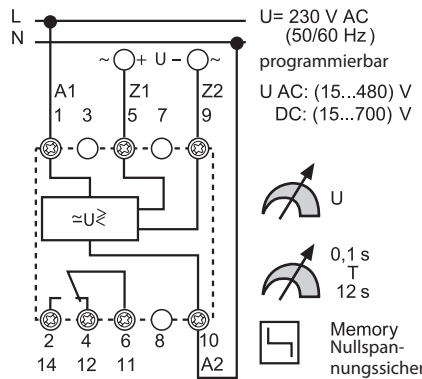 L
U= 230 V AC
N
(50/60 Hz )
~ + U - ~
programmierbar
A1 Z1 Z2
U AC: (15...480) V
1 3 5 7 9
DC: (15...700) V
≃U≷
U
0,1 s
T
12 s
2 4 6 8 10
14 12 11 A2
Memory
Nullspan-
nungssicher